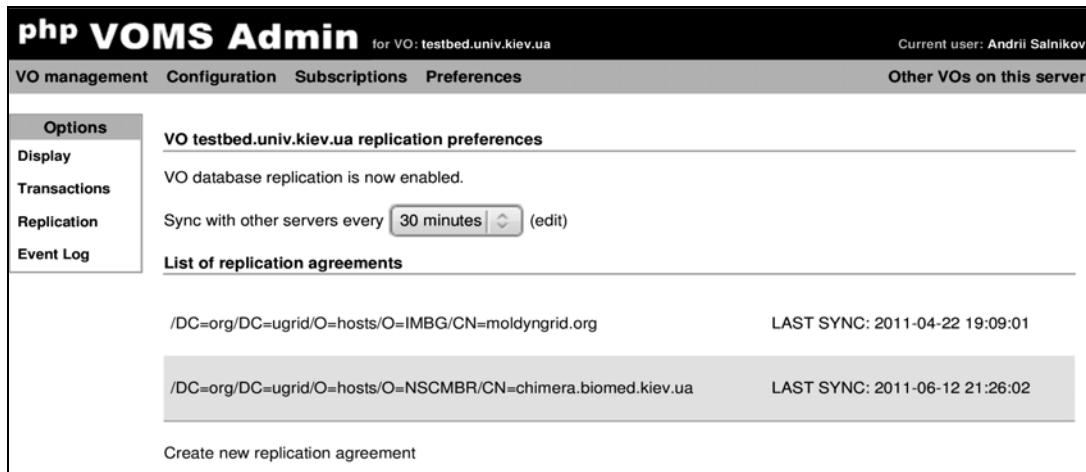 php VOMS Admin for VO: testbed.univ.kiev.ua Current user: Andrii Salnikov
VO management Configuration Subscriptions Preferences Other VOs on this server
Options
Display
Transactions
Replication
Event Log
VO testbed.univ.kiev.ua replication preferences
VO database replication is now enabled.
Sync with other servers every 30 minutes (edit)
List of replication agreements
/DC=org/DC=ugrid/O=hosts/O=IMBG/CN=moldyngrid.org LAST SYNC: 2011-04-22 19:09:01
/DC=org/DC=ugrid/O=hosts/O=NSCMBR/CN=chimera.biomed.kiev.ua LAST SYNC: 2011-06-12 21:26:02
Create new replication agreement